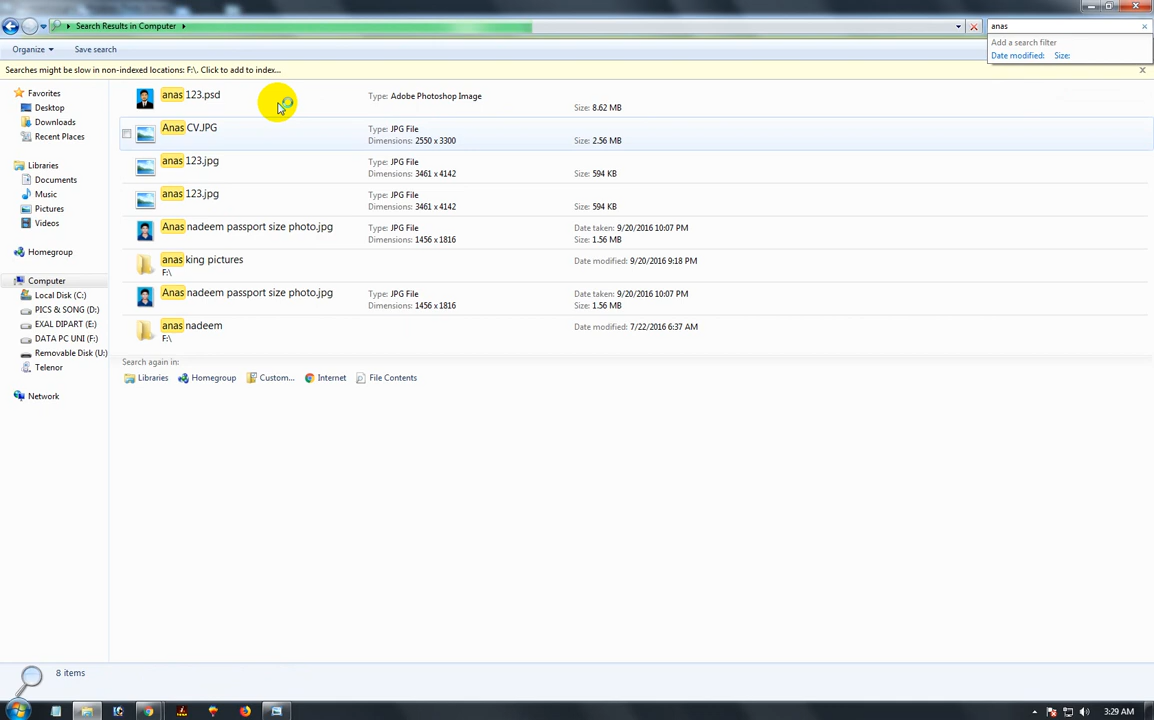 Search Results in Computer
anas
Organize
Save search
Add a search filter
Date modified: Size:
Searches might be slow in non-indexed locations: F:\. Click to add to index...
Favorites
Desktop
Downloads
Recent Places
Libraries
Documents
Music
Pictures
Videos
Homegroup
Computer
Local Disk (C:)
PICS & SONG (D:)
EXAL DIPART (E:)
DATA PC UNI (F:)
Removable Disk (U:)
Telenor
Network
anas 123.psd
Type: Adobe Photoshop Image
Size: 8.62 MB
Anas CV.JPG
Type: JPG File
Dimensions: 2550 x 3300
Size: 2.56 MB
anas 123.jpg
Type: JPG File
Dimensions: 3461 x 4142
Size: 594 KB
anas 123.jpg
Type: JPG File
Dimensions: 3461 x 4142
Size: 594 KB
Anas nadeem passport size photo.jpg
Type: JPG File
Dimensions: 1456 x 1816
Date taken: 9/20/2016 10:07 PM
Size: 1.56 MB
anas king pictures
F:\
Date modified: 9/20/2016 9:18 PM
Anas nadeem passport size photo.jpg
Type: JPG File
Dimensions: 1456 x 1816
Date taken: 9/20/2016 10:07 PM
Size: 1.56 MB
anas nadeem
F:\
Date modified: 7/22/2016 6:37 AM
Search again in:
Libraries Homegroup Custom... Internet File Contents
8 items
3:29 AM